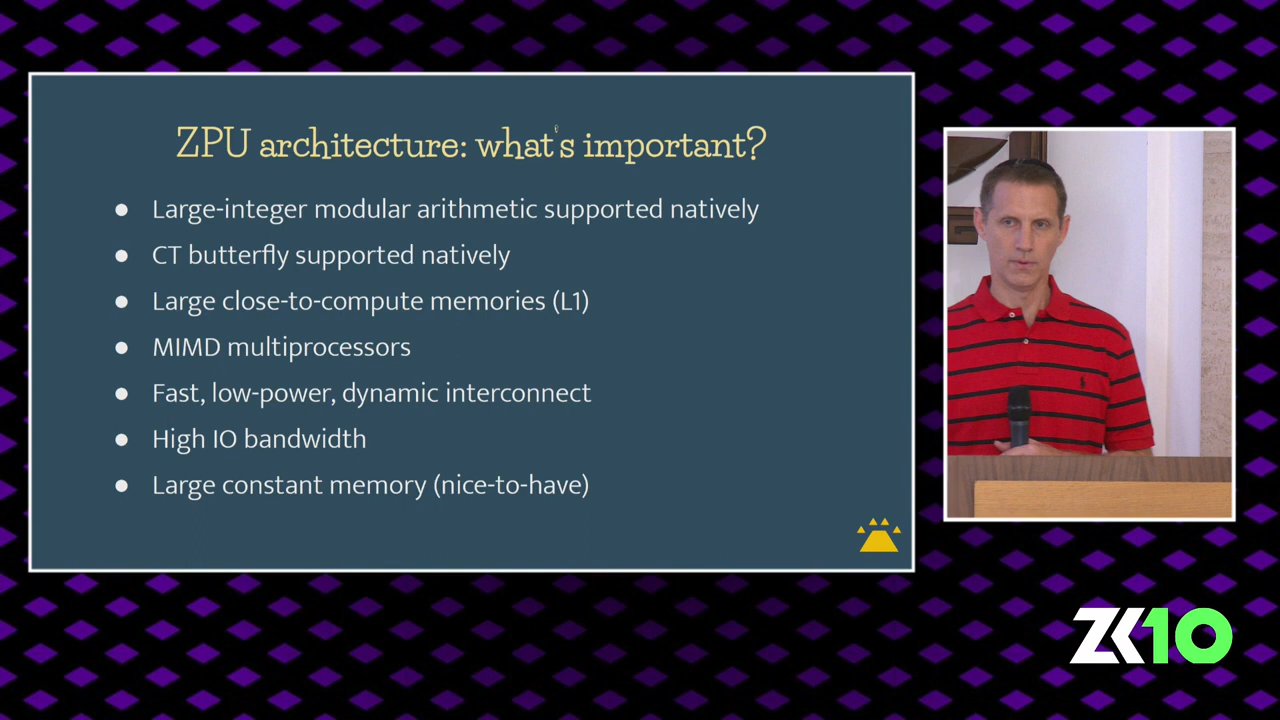 ZPU architecture: what's important?
● Large-integer modular arithmetic supported natively
● CT butterfly supported natively
● Large close-to-compute memories (L1)
● MIMD multiprocessors
● Fast, low-power, dynamic interconnect
● High IO bandwidth
● Large constant memory (nice-to-have)
ZK10